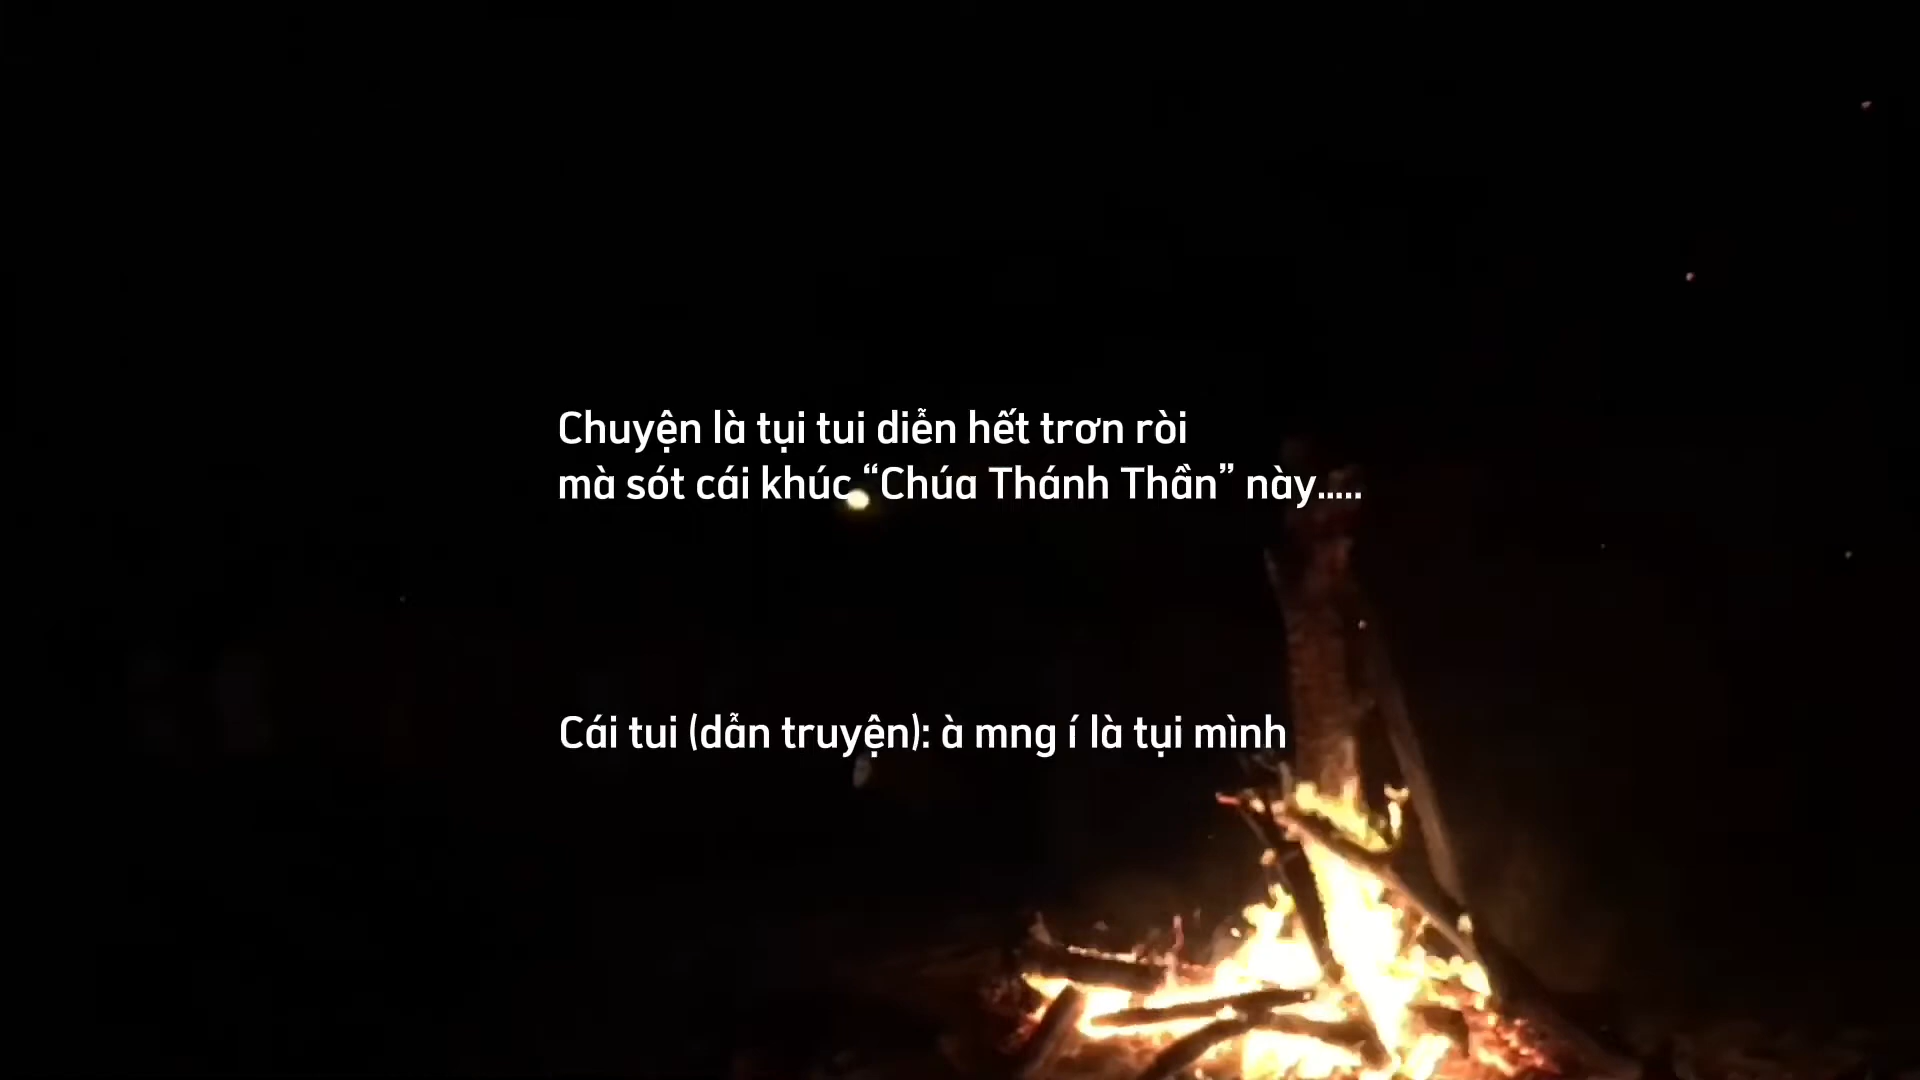 Chuyện là tụi tui diễn hết trơn ròi
mà sót cái khúc “Chúa Thánh Thần” này.....
Cái tui (dẫn truyện): à mng í là tụi mình